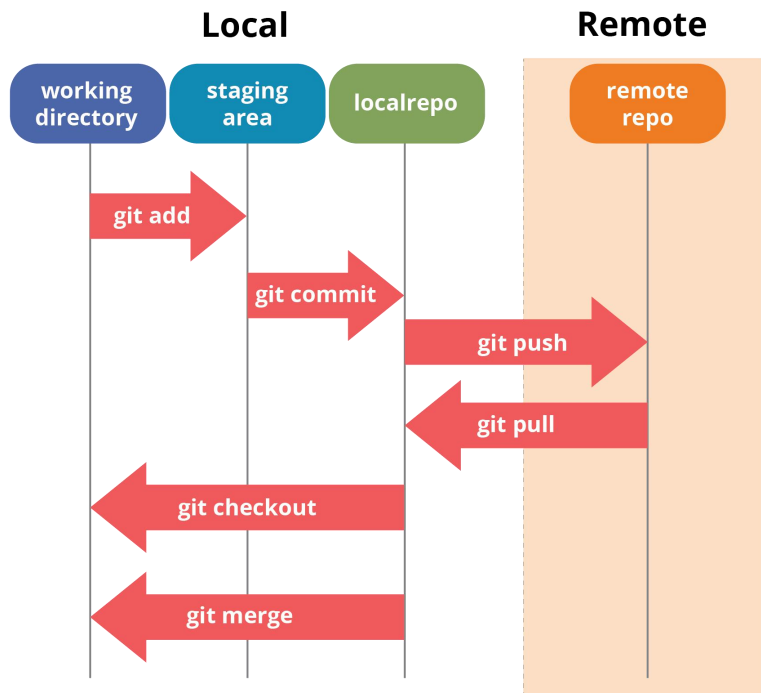 Local
Remote
working
directory
staging
area
localrepo
remote
repo
git add
git commit
git push
git pull
git checkout
git merge